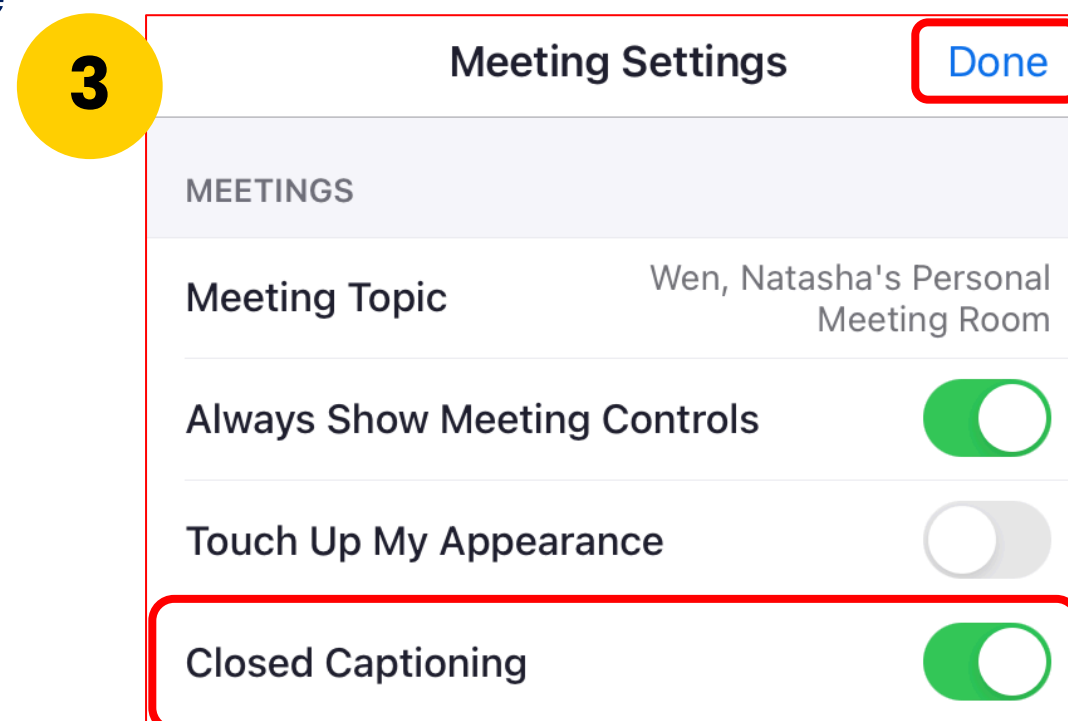 3
Meeting Settings
Done
MEETINGS
Meeting Topic
Wen, Natasha's Personal
Meeting Room
Always Show Meeting Controls
Touch Up My Appearance
Closed Captioning